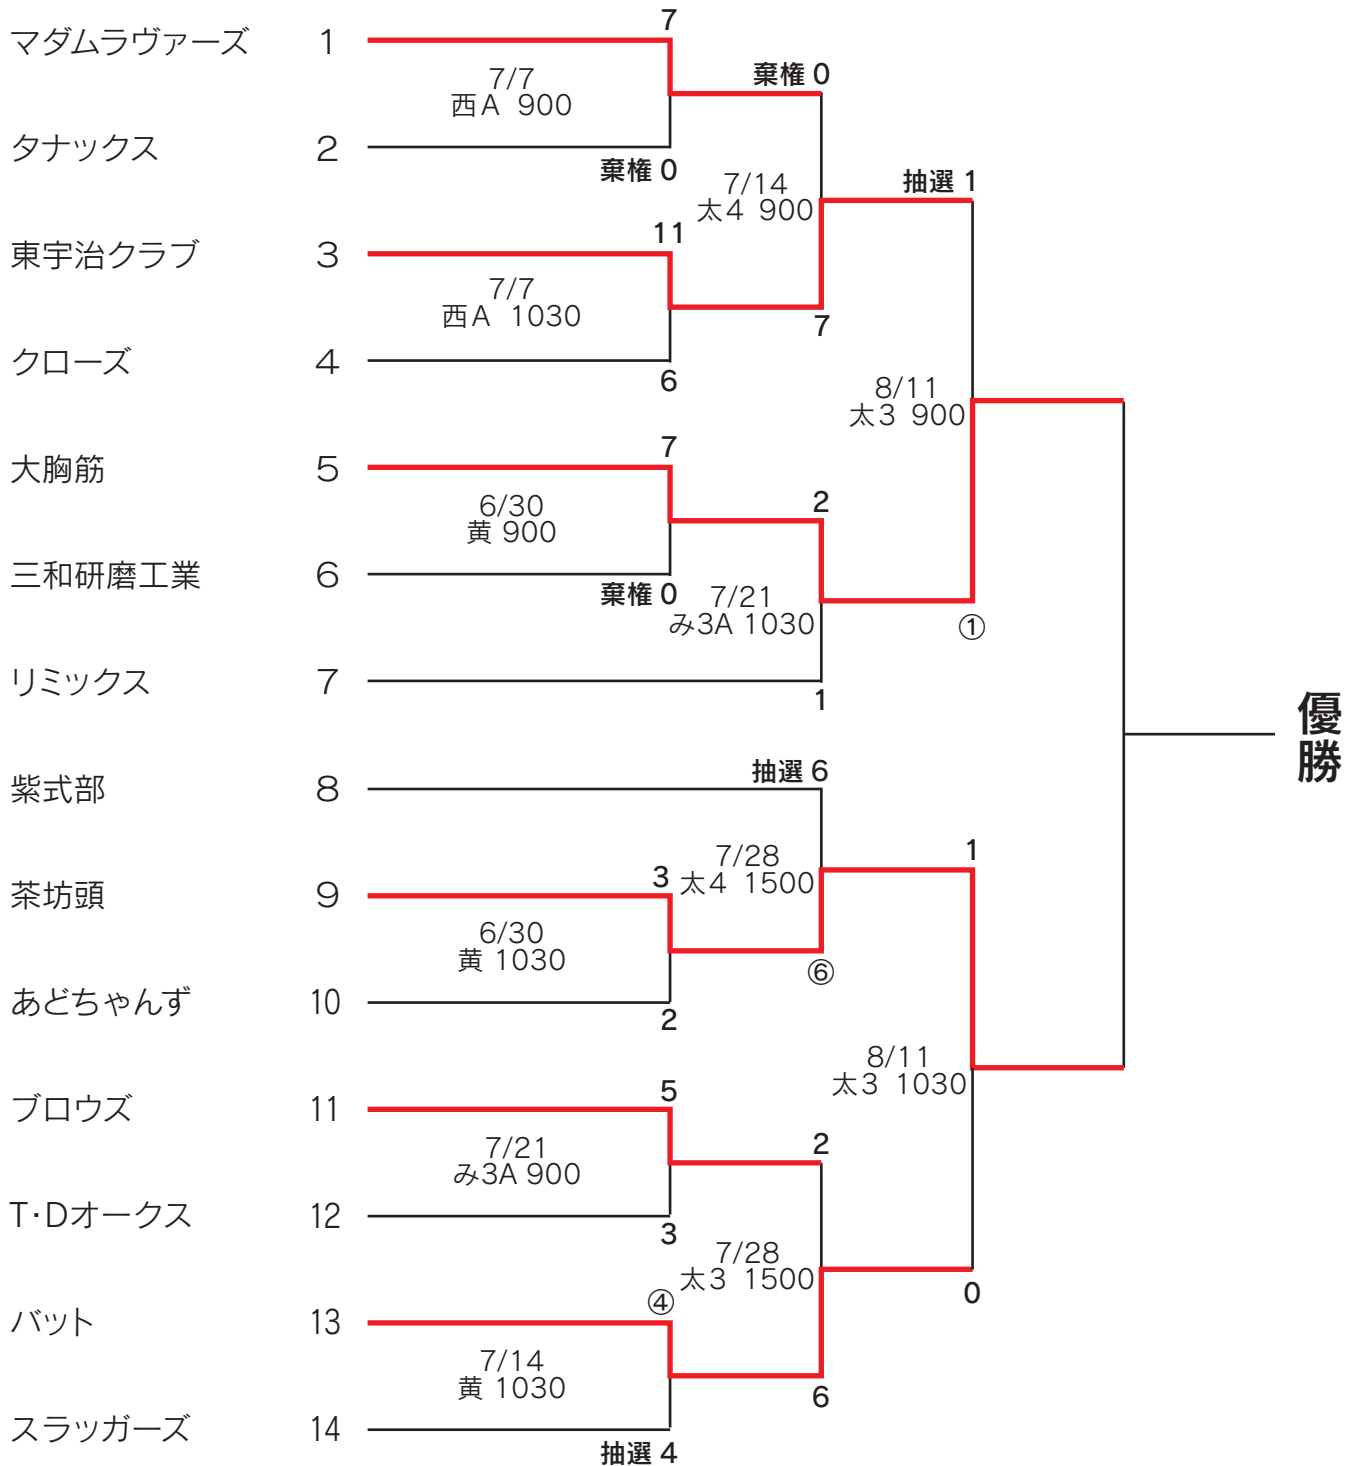 マダムラヴァーズ 1
7
7/7
西A 900
棄権 0
タナックス 2
棄権 0
7/14
太4 900
抽選 1
東宇治クラブ 3
11
7/7
西A 1030
7
クローズ 4
6
8/11
太3 900
大胸筋 5
7
2
6/30
黄 900
三和研磨工業 6
棄権 0
7/21
み3A 1030
①
リミックス 7
1
優勝
紫式部 8
抽選 6
7/28
太4 1500
1
茶坊頭 9
3
6/30
黄 1030
⑥
あどちゃんず 10
2
8/11
太3 1030
ブロウズ 11
5
7/21
み3A 900
2
T・Dオークス 12
3
7/28
太3 1500
0
バット 13
④
7/14
黄 1030
6
スラッガーズ 14
抽選 4